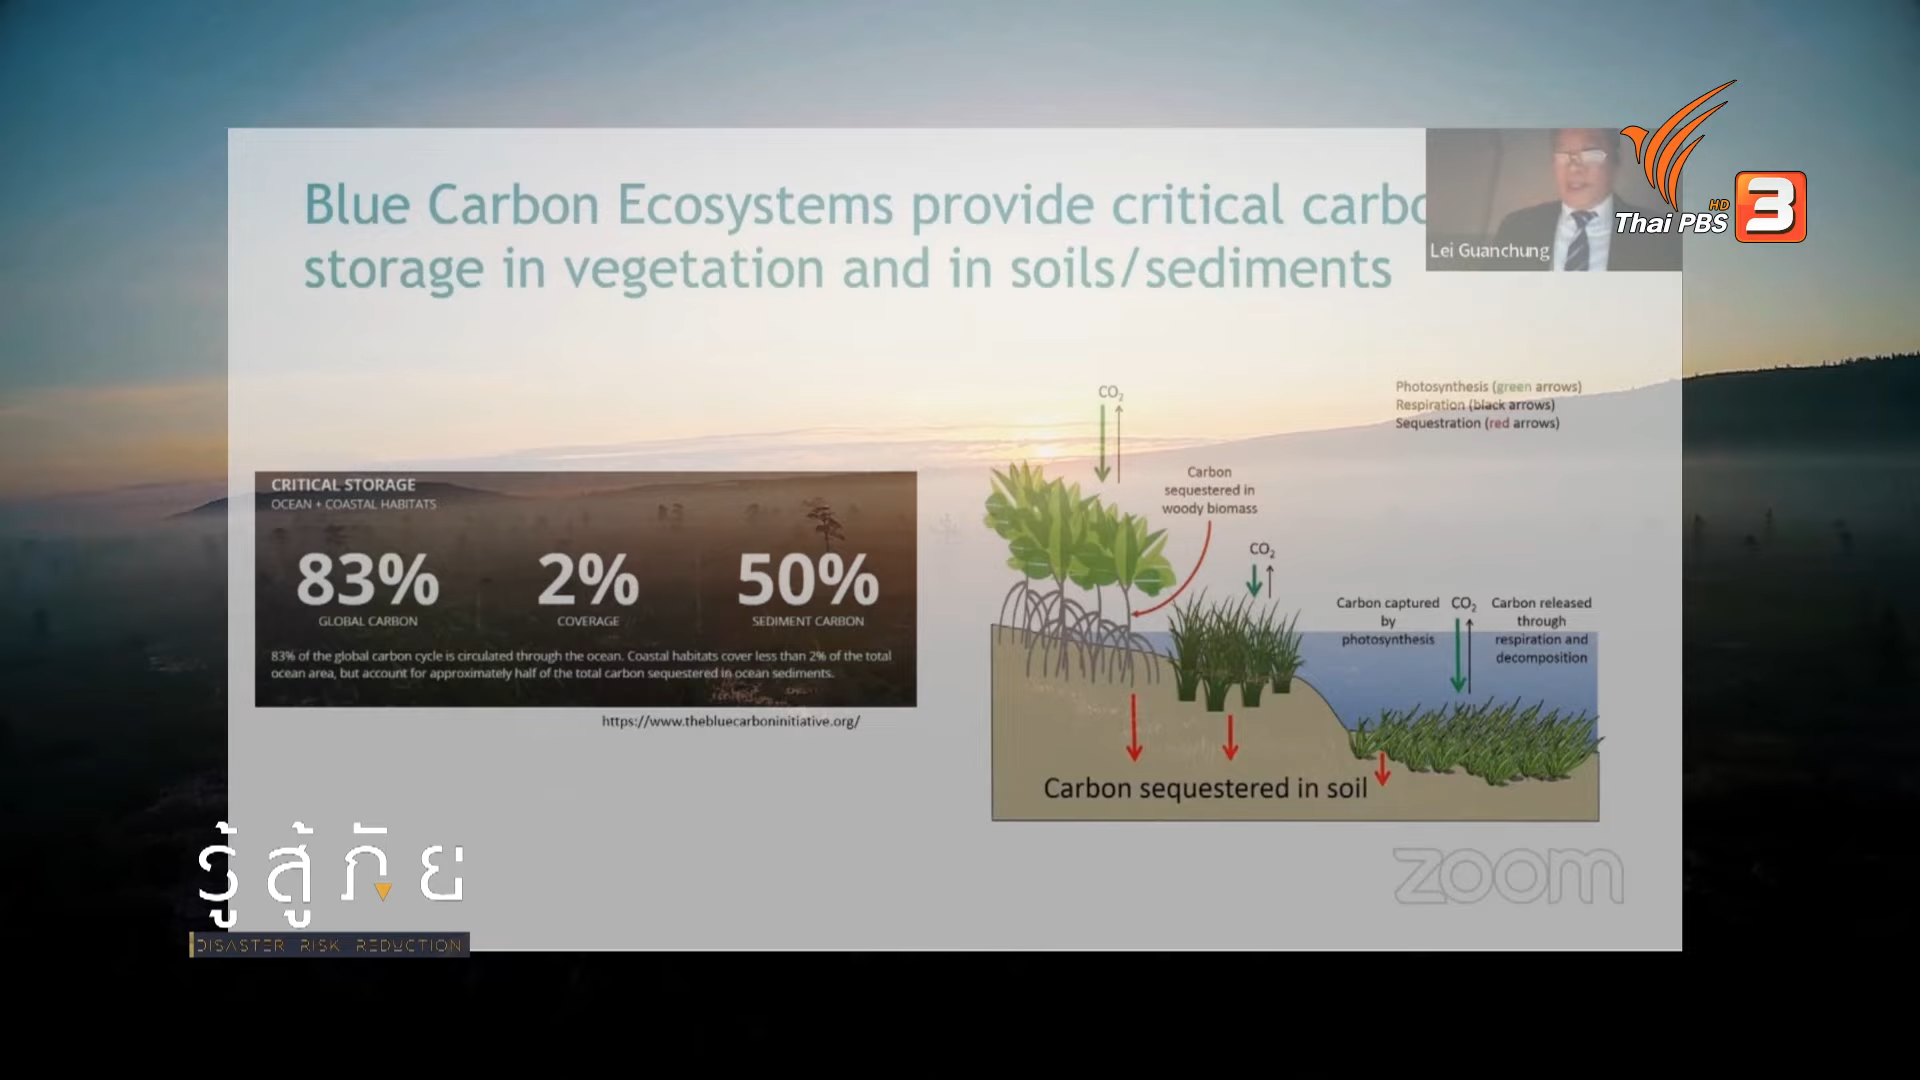 Blue Carbon Ecosystems provide critical
storage in vegetation and in soils/sediments
Lei Guanchung
HD
Thai PBS 3
Photosynthesis (green arrows)
Respiration (black arrows)
Sequestration (red arrows)
CO₂
Carbon
sequestered in
woody biomass
CO₂
CRITICAL STORAGE
OCEAN + COASTAL HABITATS
83% 2% 50%
GLOBAL CARBON COVERAGE SEDIMENT CARBON
83% of the global carbon cycle is circulated through the ocean. Coastal habitats cover less than 2% of the total
ocean area, but account for approximately half of the total carbon sequestered in ocean sediments.
https://www.thebluecarboninitiative.org/
Carbon captured
by
photosynthesis
CO₂
Carbon released
through
respiration and
decomposition
Carbon sequestered in soil
zoom
รู้สู้ภัย
DISASTER RISK REDUCTION